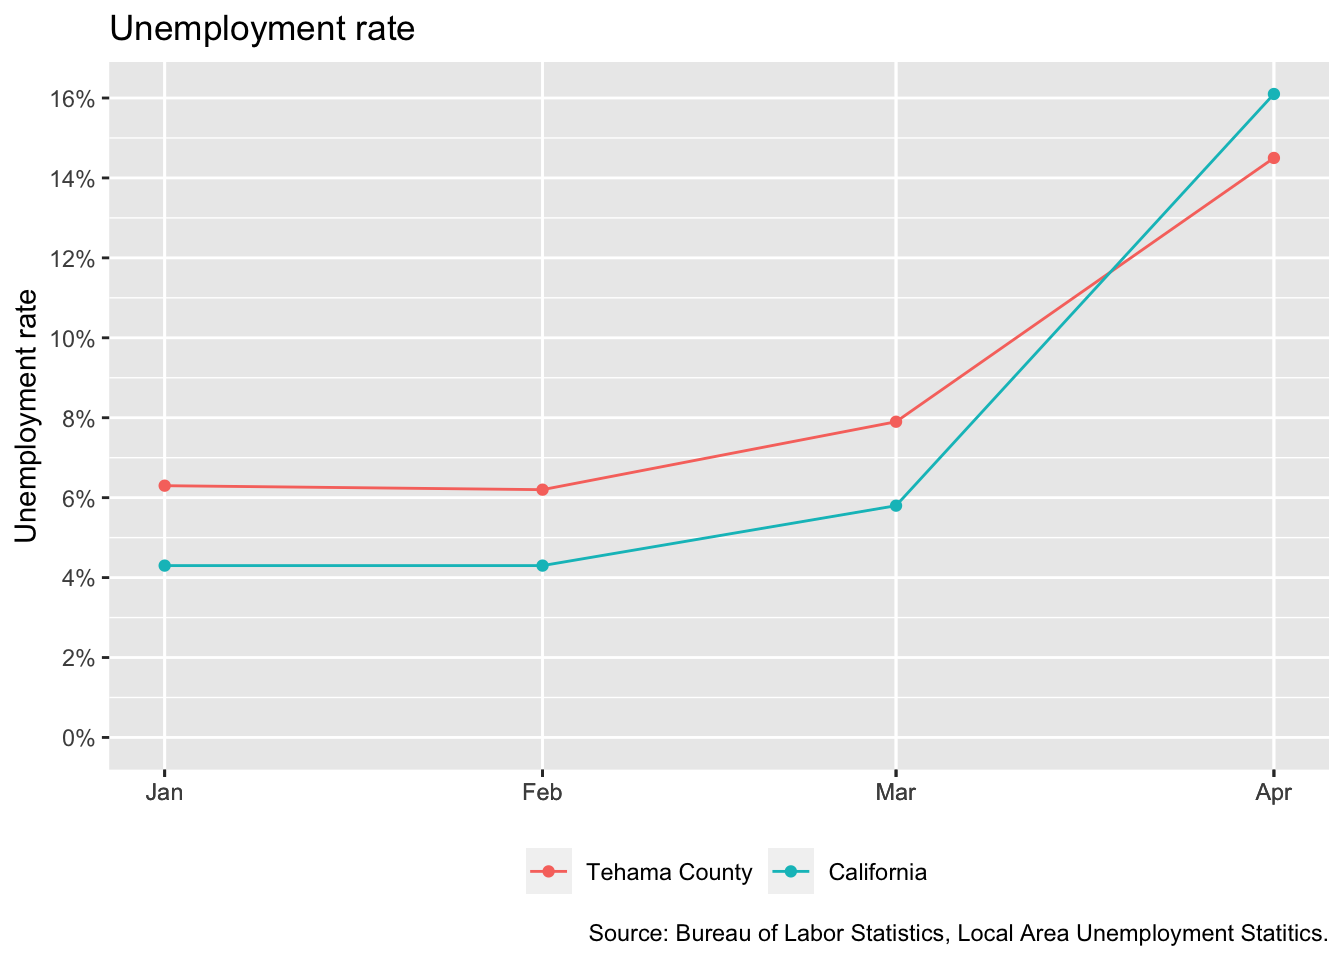 Unemployment rate
16%
14%
12%
10%
8%
6%
4%
2%
0%
Unemployment rate
Jan Feb Mar Apr
Tehama County California
Source: Bureau of Labor Statistics, Local Area Unemployment Statitics.